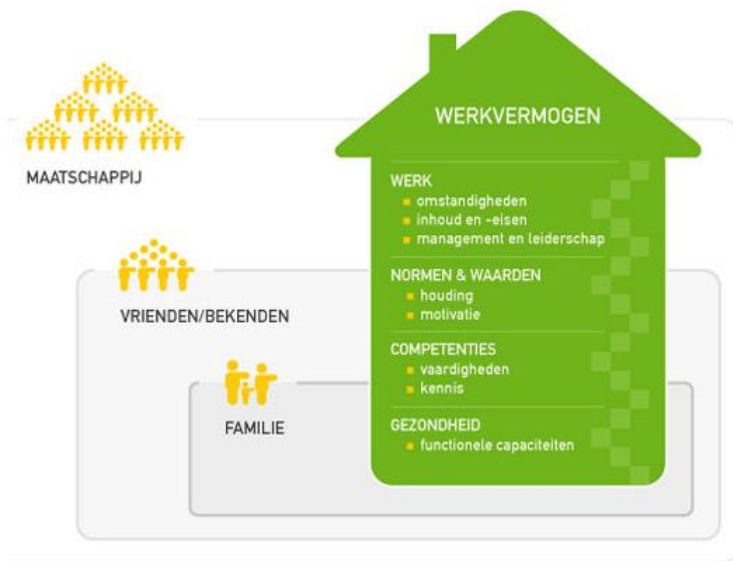 MAATSCHAPPIJ
VRIENDEN/BEKENDEN
FAMILIE
WERKVERMOGEN
WERK
omstandigheden
inhoud en -eisen
management en leiderschap
NORMEN & WAARDEN
houding
motivatie
COMPETENTIES
vaardigheden
kennis
GEZONDHEID
functionele capaciteiten